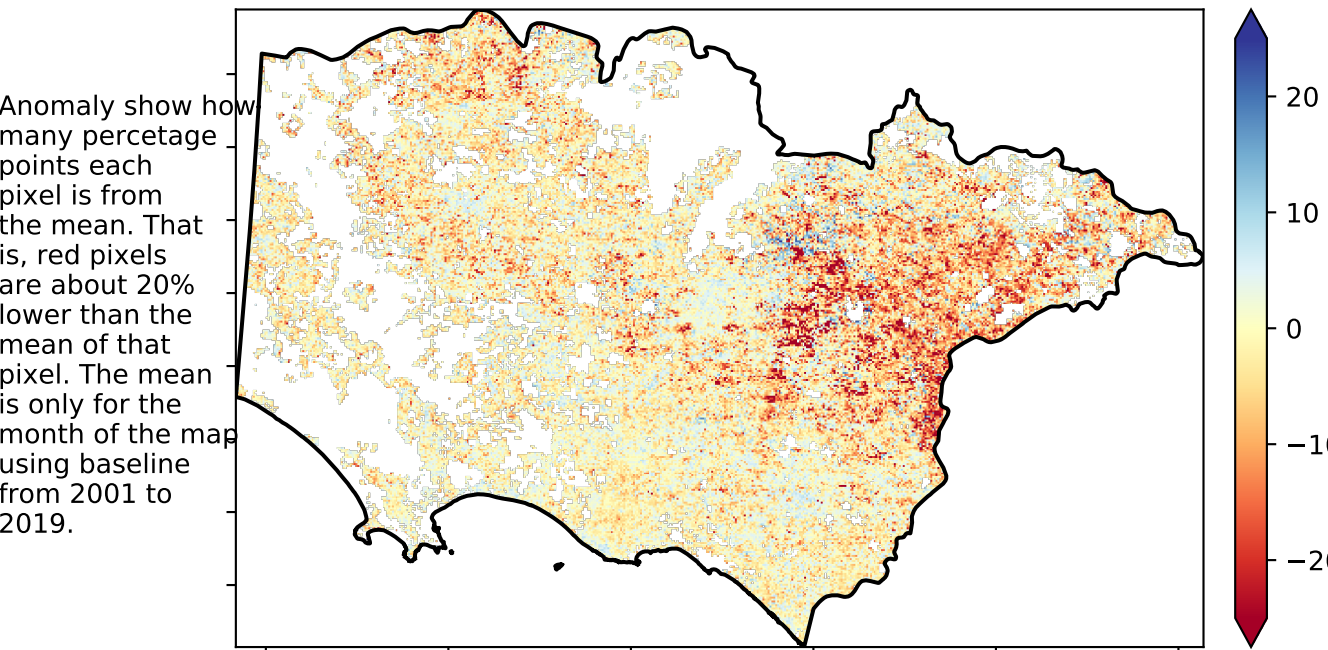 Anomaly show how
many percetage
points each
pixel is from
the mean. That
is, red pixels
are about 20%
lower than the
mean of that
pixel. The mean
is only for the
month of the map
using baseline
from 2001 to
2019.
20
10
0
−10
−20